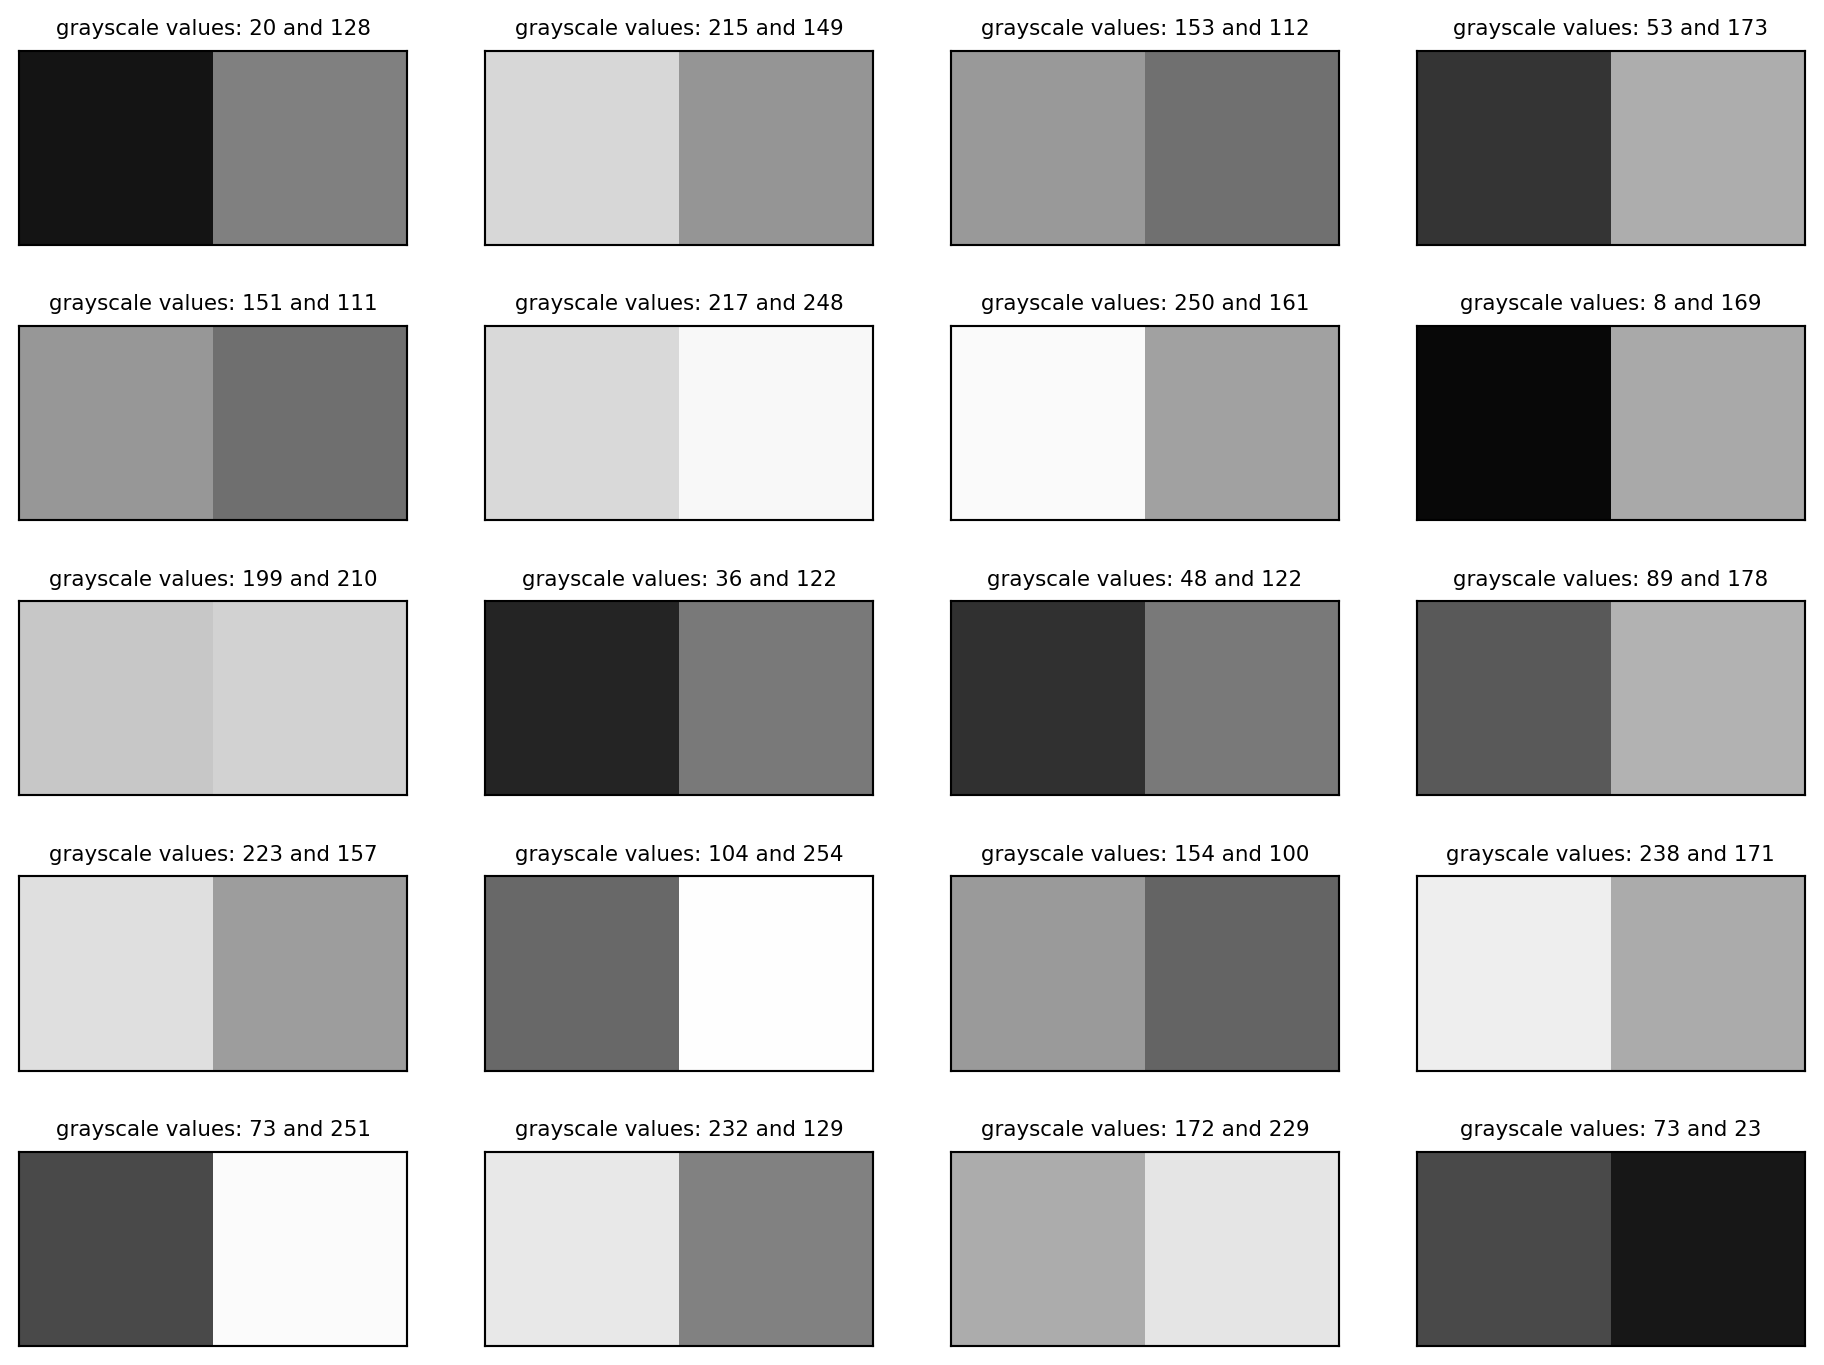 grayscale values: 20 and 128
grayscale values: 215 and 149
grayscale values: 153 and 112
grayscale values: 53 and 173
grayscale values: 151 and 111
grayscale values: 217 and 248
grayscale values: 250 and 161
grayscale values: 8 and 169
grayscale values: 199 and 210
grayscale values: 36 and 122
grayscale values: 48 and 122
grayscale values: 89 and 178
grayscale values: 223 and 157
grayscale values: 104 and 254
grayscale values: 154 and 100
grayscale values: 238 and 171
grayscale values: 73 and 251
grayscale values: 232 and 129
grayscale values: 172 and 229
grayscale values: 73 and 23